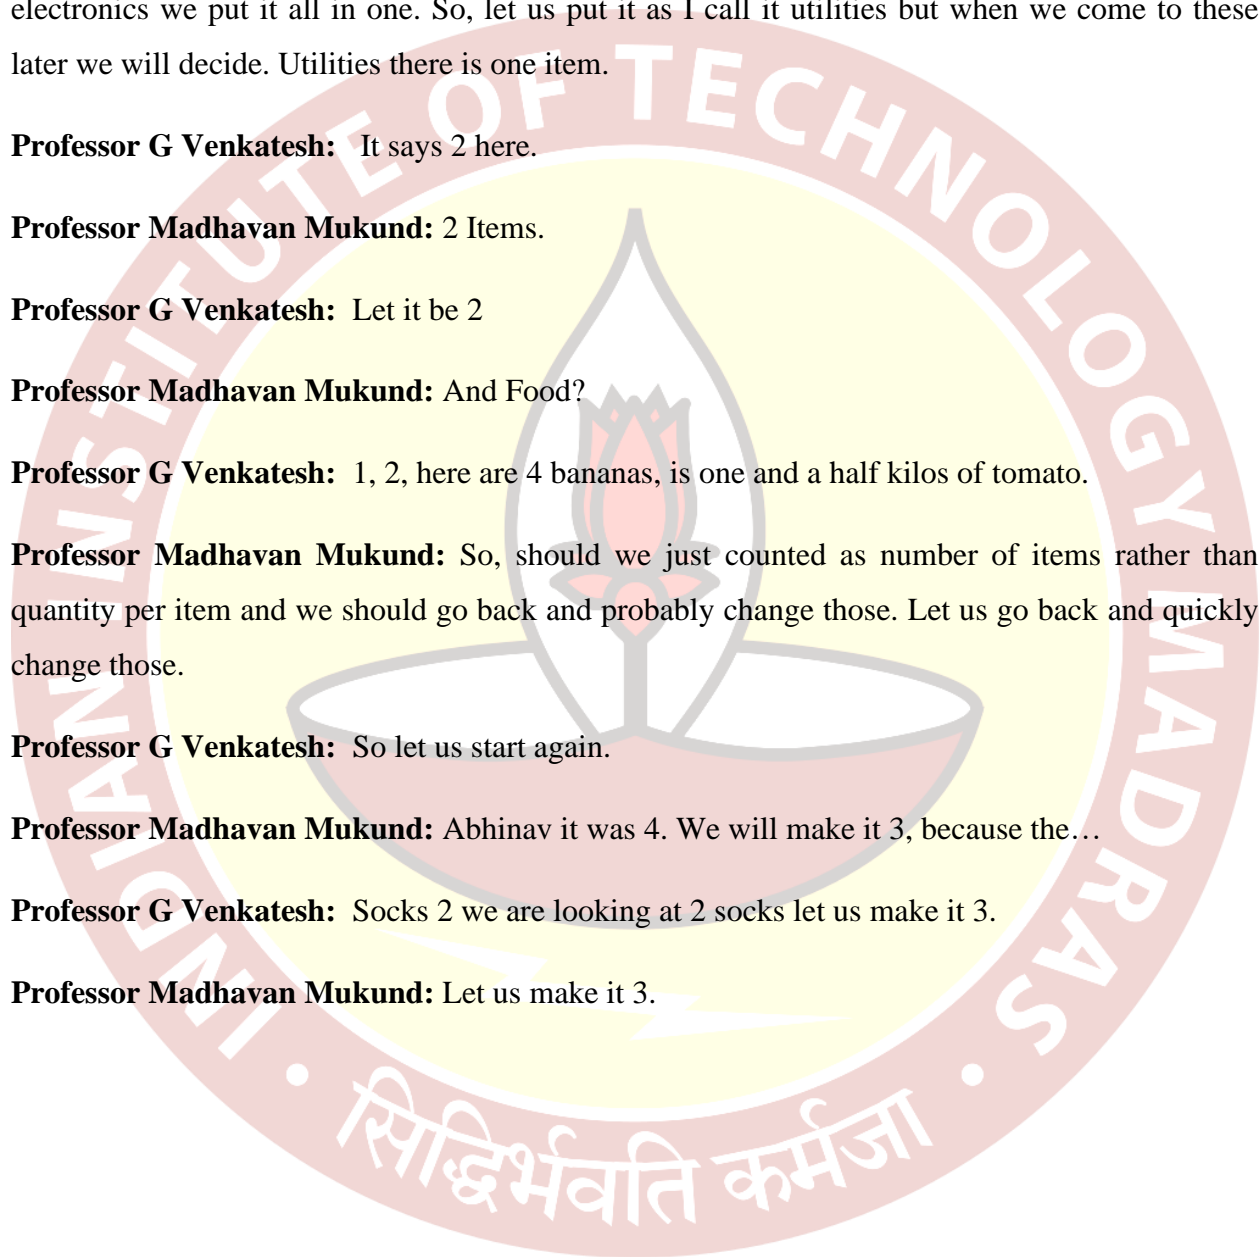 electronics we put it all in one. So, let us put it as I call it utilities but when we come to these
later we will decide. Utilities there is one item.
Professor G Venkatesh: It says 2 here.
Professor Madhavan Mukund: 2 Items.
Professor G Venkatesh: Let it be 2
Professor Madhavan Mukund: And Food?
Professor G Venkatesh: 1, 2, here are 4 bananas, is one and a half kilos of tomato.
Professor Madhavan Mukund: So, should we just counted as number of items rather than
quantity per item and we should go back and probably change those. Let us go back and quickly
change those.
Professor G Venkatesh: So let us start again.
Professor Madhavan Mukund: Abhinav it was 4. We will make it 3, because the…
Professor G Venkatesh: Socks 2 we are looking at 2 socks let us make it 3.
Professor Madhavan Mukund: Let us make it 3.
INDIAN INSTITUTE OF TECHNOLOGY MADRAS
सिद्धिर्भवति कर्मजा